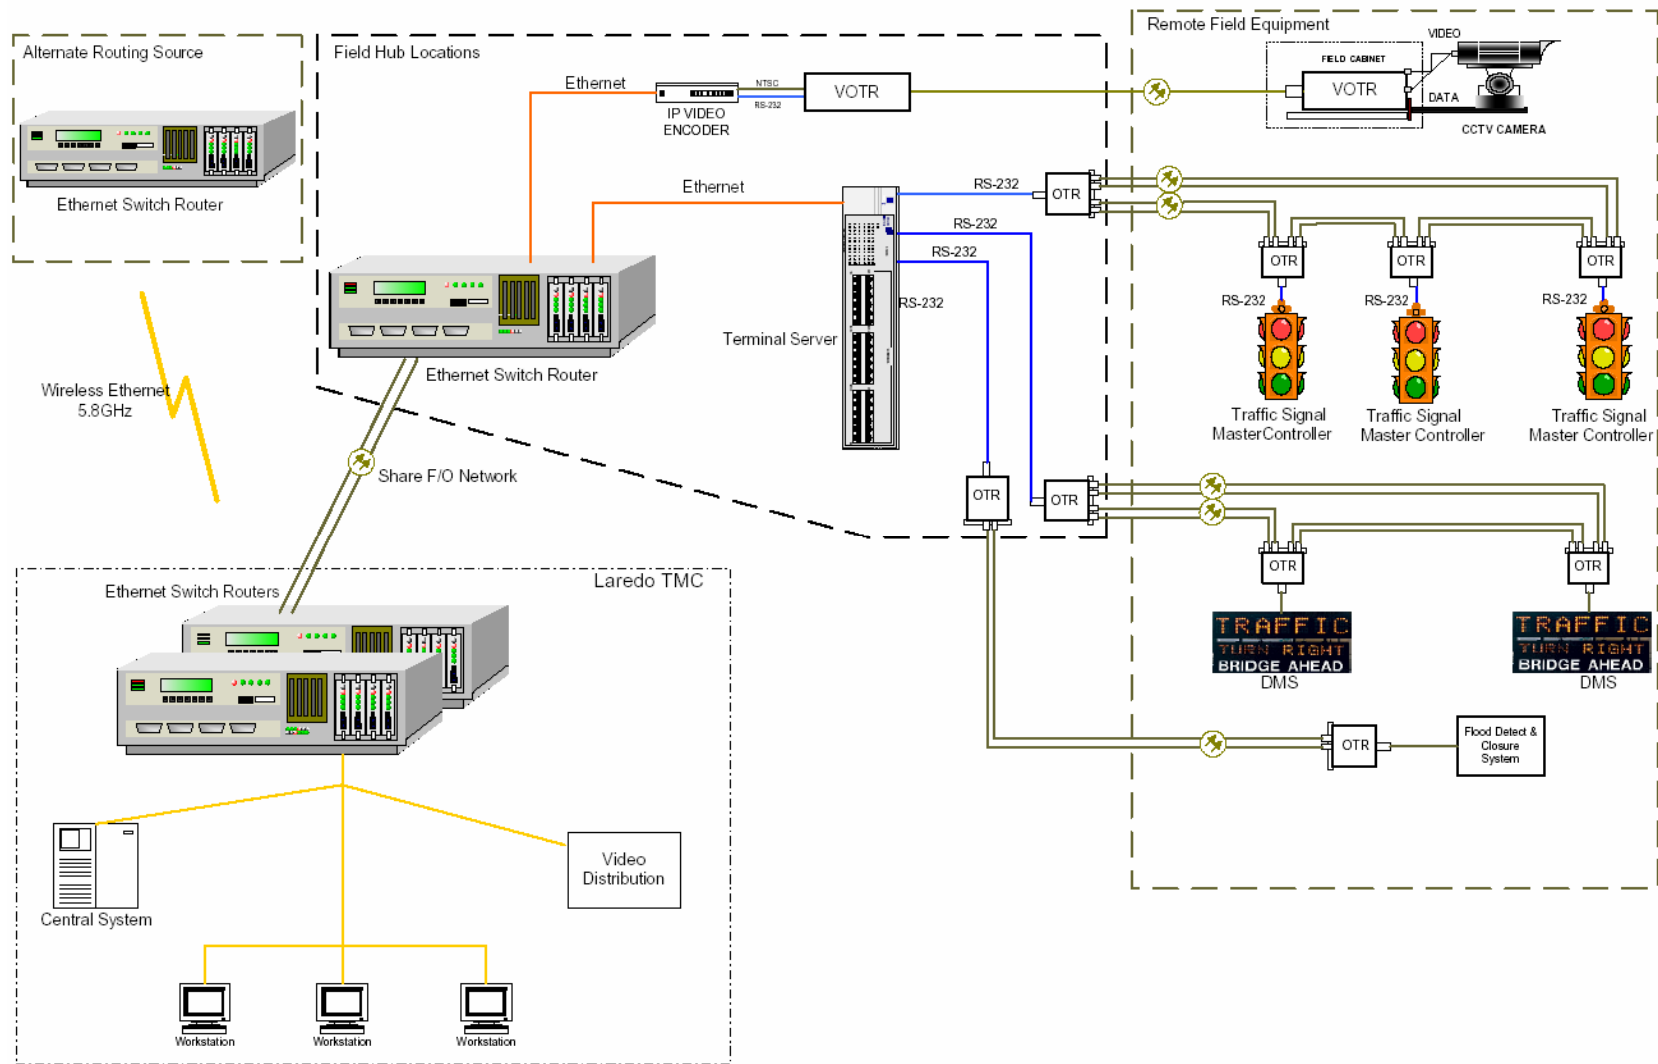 Alternate Routing Source
Ethernet Switch Router
Wireless Ethernet
5.8GHz
Field Hub Locations
Ethernet
IP VIDEO
ENCODER
NTSC
RS-232
VOTR
Ethernet
Ethernet Switch Router
Terminal Server
RS-232
RS-232
RS-232
RS-232
OTR
OTR
OTR
Share F/O Network
Remote Field Equipment
FIELD CABINET
VOTR
VIDEO
DATA
CCTV CAMERA
OTR
OTR
OTR
RS-232
RS-232
RS-232
Traffic Signal
MasterController
Traffic Signal
Master Controller
Traffic Signal
Master Controller
OTR
OTR
TRAFFIC
TURN RIGHT
BRIDGE AHEAD
DMS
TRAFFIC
TURN RIGHT
BRIDGE AHEAD
DMS
OTR
Flood Detect &
Closure
System
Laredo TMC
Ethernet Switch Routers
Central System
Video
Distribution
Workstation
Workstation
Workstation